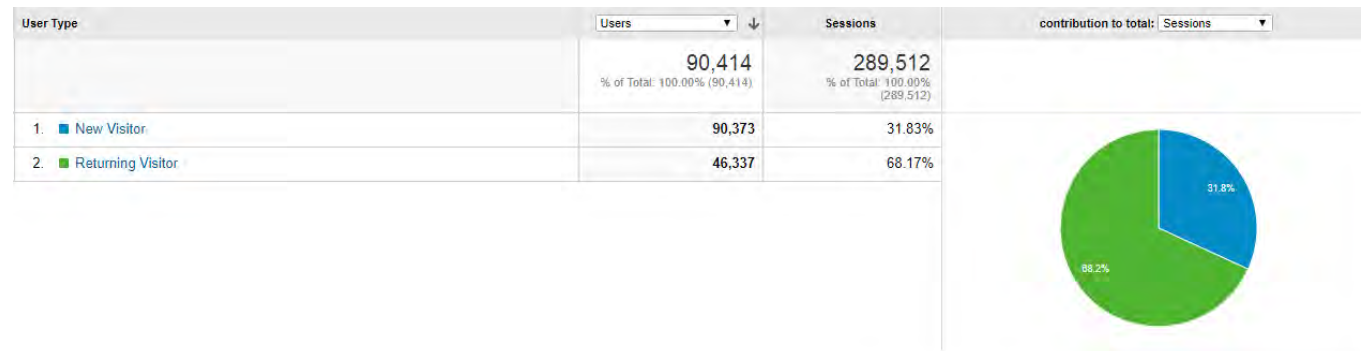 User Type Users Sessions contribution to total: Sessions
90,414 289,512
% of Total: 100.00% (90,414) % of Total: 100.00%
(289,512)
1. New Visitor 90,373 31.83%
2. Returning Visitor 46,337 68.17%
31.8%
68.2%